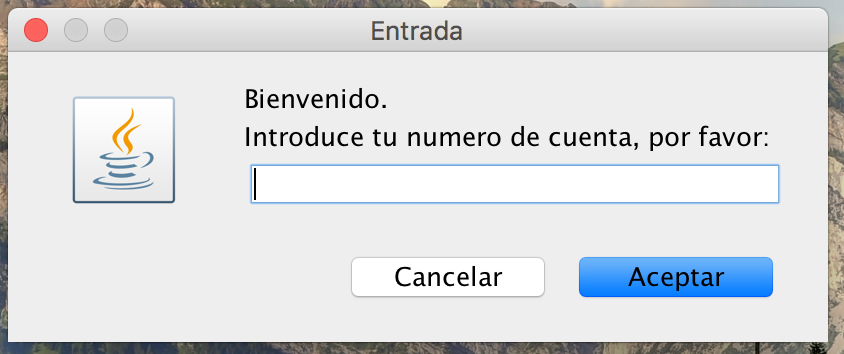 Entrada
Bienvenido.
Introduce tu numero de cuenta, por favor:
Cancelar
Aceptar